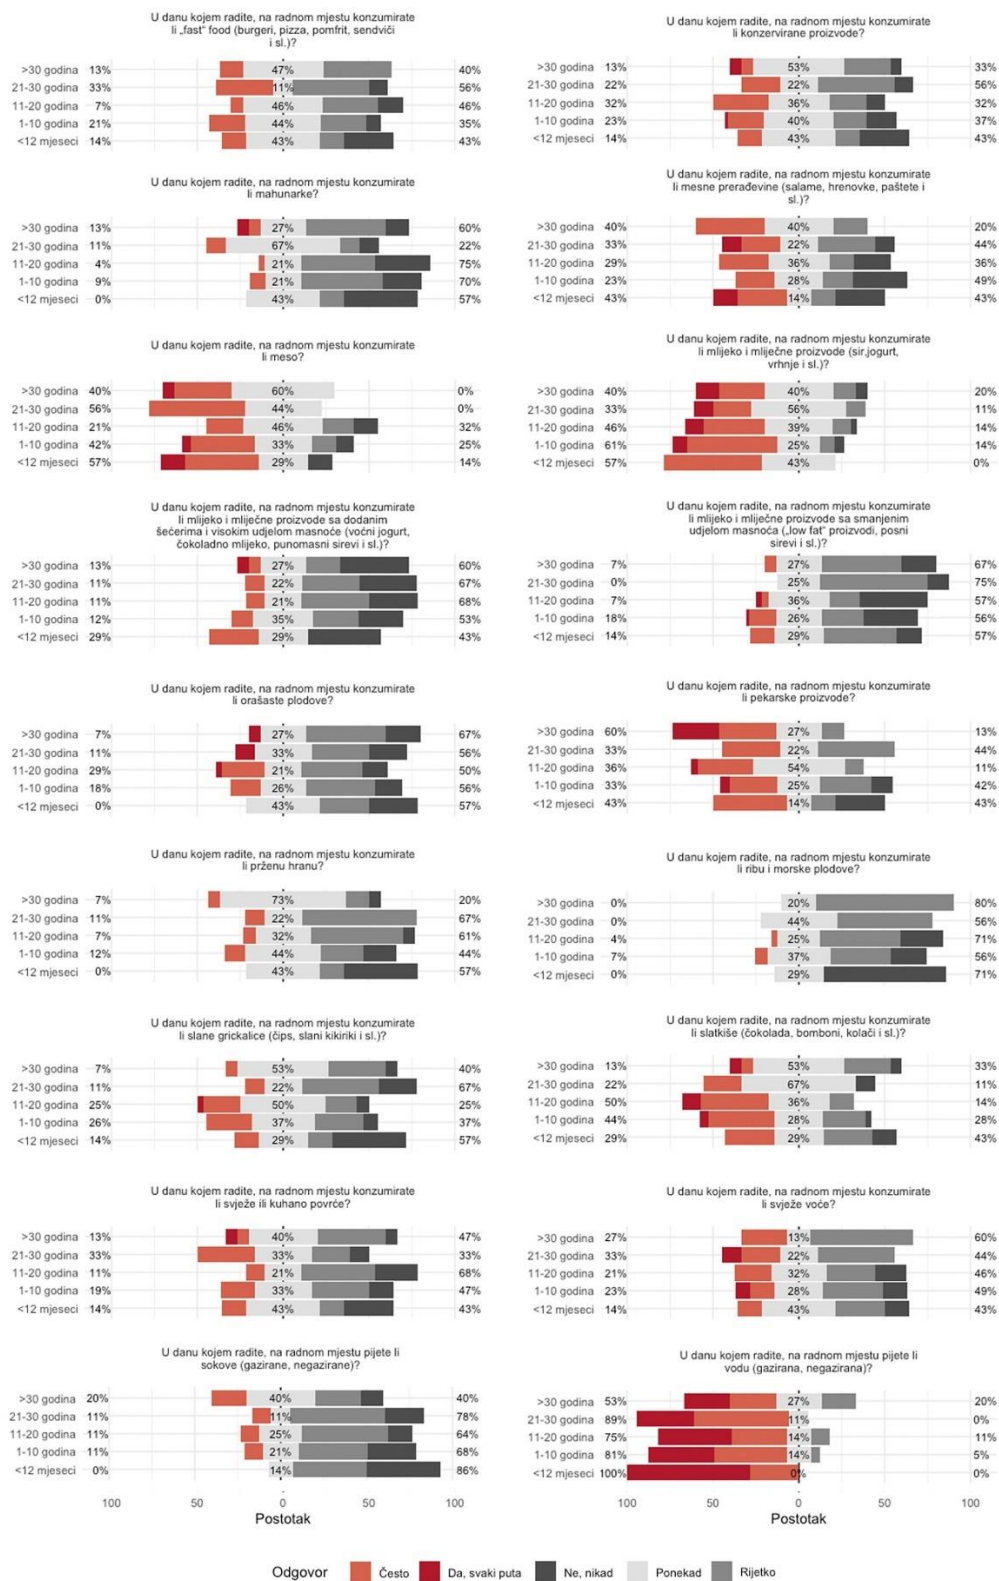 U danu kojem radite, na radnom mjestu konzumirate
li „fast“ food (burgeri, pizza, pomfrit, sendviči
i sl.)?
>30 godina 13% 47% 40%
21-30 godina 33% 11% 56%
11-20 godina 7% 46% 46%
1-10 godina 21% 44% 35%
<12 mjeseci 14% 43% 43%
U danu kojem radite, na radnom mjestu konzumirate
li konzervirane proizvode?
>30 godina 13% 53% 33%
21-30 godina 22% 22% 56%
11-20 godina 32% 36% 32%
1-10 godina 23% 40% 37%
<12 mjeseci 14% 43% 43%
U danu kojem radite, na radnom mjestu konzumirate
li mahunarke?
>30 godina 13% 27% 60%
21-30 godina 11% 67% 22%
11-20 godina 4% 21% 75%
1-10 godina 9% 21% 70%
<12 mjeseci 0% 43% 57%
U danu kojem radite, na radnom mjestu konzumirate
li mesne prerađevine (salame, hrenovke, paštete i
sl.)?
>30 godina 40% 40% 20%
21-30 godina 33% 22% 44%
11-20 godina 29% 36% 36%
1-10 godina 23% 28% 49%
<12 mjeseci 43% 14% 43%
U danu kojem radite, na radnom mjestu konzumirate
li meso?
>30 godina 40% 60% 0%
21-30 godina 56% 44% 0%
11-20 godina 21% 46% 32%
1-10 godina 42% 33% 25%
<12 mjeseci 57% 29% 14%
U danu kojem radite, na radnom mjestu konzumirate
li mlijeko i mliječne proizvode (sir,jogurt,
vrhnje i sl.)?
>30 godina 40% 40% 20%
21-30 godina 33% 56% 11%
11-20 godina 46% 39% 14%
1-10 godina 61% 25% 14%
<12 mjeseci 57% 43% 0%
U danu kojem radite, na radnom mjestu konzumirate
li mlijeko i mliječne proizvode sa dodanim
šećerima i visokim udjelom masnoće (voćni jogurt,
čokoladno mlijeko, punomasni sirevi i sl.)?
>30 godina 13% 27% 60%
21-30 godina 11% 22% 67%
11-20 godina 11% 21% 68%
1-10 godina 12% 35% 53%
<12 mjeseci 29% 29% 43%
U danu kojem radite, na radnom mjestu konzumirate
li mlijeko i mliječne proizvode sa smanjenim
udjelom masnoća („low fat“ proizvodi, posni
sirevi i sl.)?
>30 godina 7% 27% 67%
21-30 godina 0% 25% 75%
11-20 godina 7% 36% 57%
1-10 godina 18% 26% 56%
<12 mjeseci 14% 29% 57%
U danu kojem radite, na radnom mjestu konzumirate
li orašaste plodove?
>30 godina 7% 27% 67%
21-30 godina 11% 33% 56%
11-20 godina 29% 21% 50%
1-10 godina 18% 26% 56%
<12 mjeseci 0% 43% 57%
U danu kojem radite, na radnom mjestu konzumirate
li pekarske proizvode?
>30 godina 60% 27% 13%
21-30 godina 33% 22% 44%
11-20 godina 36% 54% 11%
1-10 godina 33% 25% 42%
<12 mjeseci 43% 14% 43%
U danu kojem radite, na radnom mjestu konzumirate
li prženu hranu?
>30 godina 7% 73% 20%
21-30 godina 11% 22% 67%
11-20 godina 7% 32% 61%
1-10 godina 12% 44% 44%
<12 mjeseci 0% 43% 57%
U danu kojem radite, na radnom mjestu konzumirate
li ribu i morske plodove?
>30 godina 0% 20% 80%
21-30 godina 0% 44% 56%
11-20 godina 4% 25% 71%
1-10 godina 7% 37% 56%
<12 mjeseci 0% 29% 71%
U danu kojem radite, na radnom mjestu konzumirate
li slane grickalice (čips, slani kikiriki i sl.)?
>30 godina 7% 53% 40%
21-30 godina 11% 22% 67%
11-20 godina 25% 50% 25%
1-10 godina 26% 37% 37%
<12 mjeseci 14% 29% 57%
U danu kojem radite, na radnom mjestu konzumirate
li slatkiše (čokolada, bomboni, kolači i sl.)?
>30 godina 13% 53% 33%
21-30 godina 22% 67% 11%
11-20 godina 50% 36% 14%
1-10 godina 44% 28% 28%
<12 mjeseci 29% 29% 43%
U danu kojem radite, na radnom mjestu konzumirate
li svježe ili kuhano povrće?
>30 godina 13% 40% 47%
21-30 godina 33% 33% 33%
11-20 godina 11% 21% 68%
1-10 godina 19% 33% 47%
<12 mjeseci 14% 43% 43%
U danu kojem radite, na radnom mjestu konzumirate
li svježe voće?
>30 godina 27% 13% 60%
21-30 godina 33% 22% 44%
11-20 godina 21% 32% 46%
1-10 godina 23% 28% 49%
<12 mjeseci 14% 43% 43%
U danu kojem radite, na radnom mjestu pijete li
sokove (gazirane, negazirane)?
>30 godina 20% 40% 40%
21-30 godina 11% 11% 78%
11-20 godina 11% 25% 64%
1-10 godina 11% 21% 68%
<12 mjeseci 0% 14% 86%
100 50 0 50 100
Postotak
U danu kojem radite, na radnom mjestu pijete li
vodu (gazirana, negazirana)?
>30 godina 53% 27% 20%
21-30 godina 89% 11% 0%
11-20 godina 75% 14% 11%
1-10 godina 81% 14% 5%
<12 mjeseci 100% 0% 0%
100 50 0 50 100
Postotak
Odgovor Često Da, svaki puta Ne, nikad Ponekad Rijetko